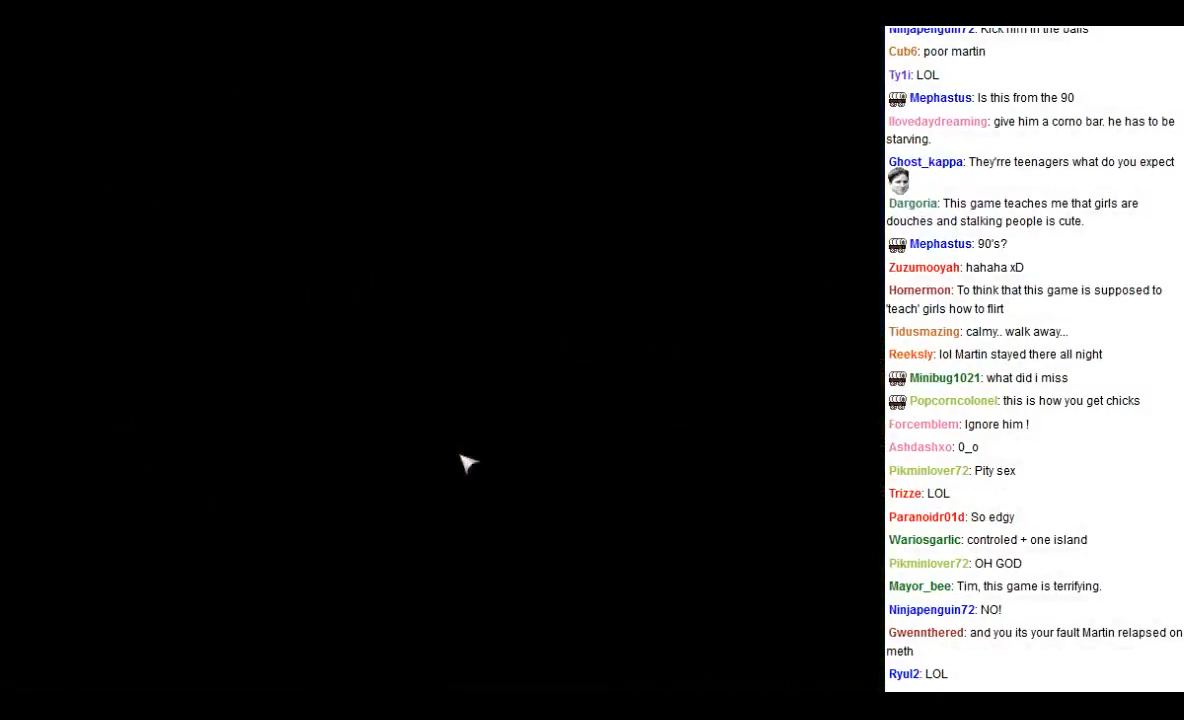 Ninjapenguin72: Kick him in the balls
Cub6: poor martin
Ty1i: LOL
Mephastus: Is this from the 90
Ilovedaydreaming: give him a corno bar. he has to be
starving.
Ghost_kappa: They'rre teenagers what do you expect
Dargoria: This game teaches me that girls are
douches and stalking people is cute.
Mephastus: 90's?
Zuzumooyah: hahaha xD
Homermon: To think that this game is supposed to
'teach' girls how to flirt
Tidusmazing: calmy.. walk away...
Reeksly: lol Martin stayed there all night
Minibug1021: what did i miss
Popcorncolonel: this is how you get chicks
Forcemblem: Ignore him !
Ashdashxo: 0_o
Pikminlover72: Pity sex
Trizze: LOL
Paranoidr01d: So edgy
Wariosgarlic: controled + one island
Pikminlover72: OH GOD
Mayor_bee: Tim, this game is terrifying.
Ninjapenguin72: NO!
Gwennthered: and you its your fault Martin relapsed on
meth
Ryul2: LOL